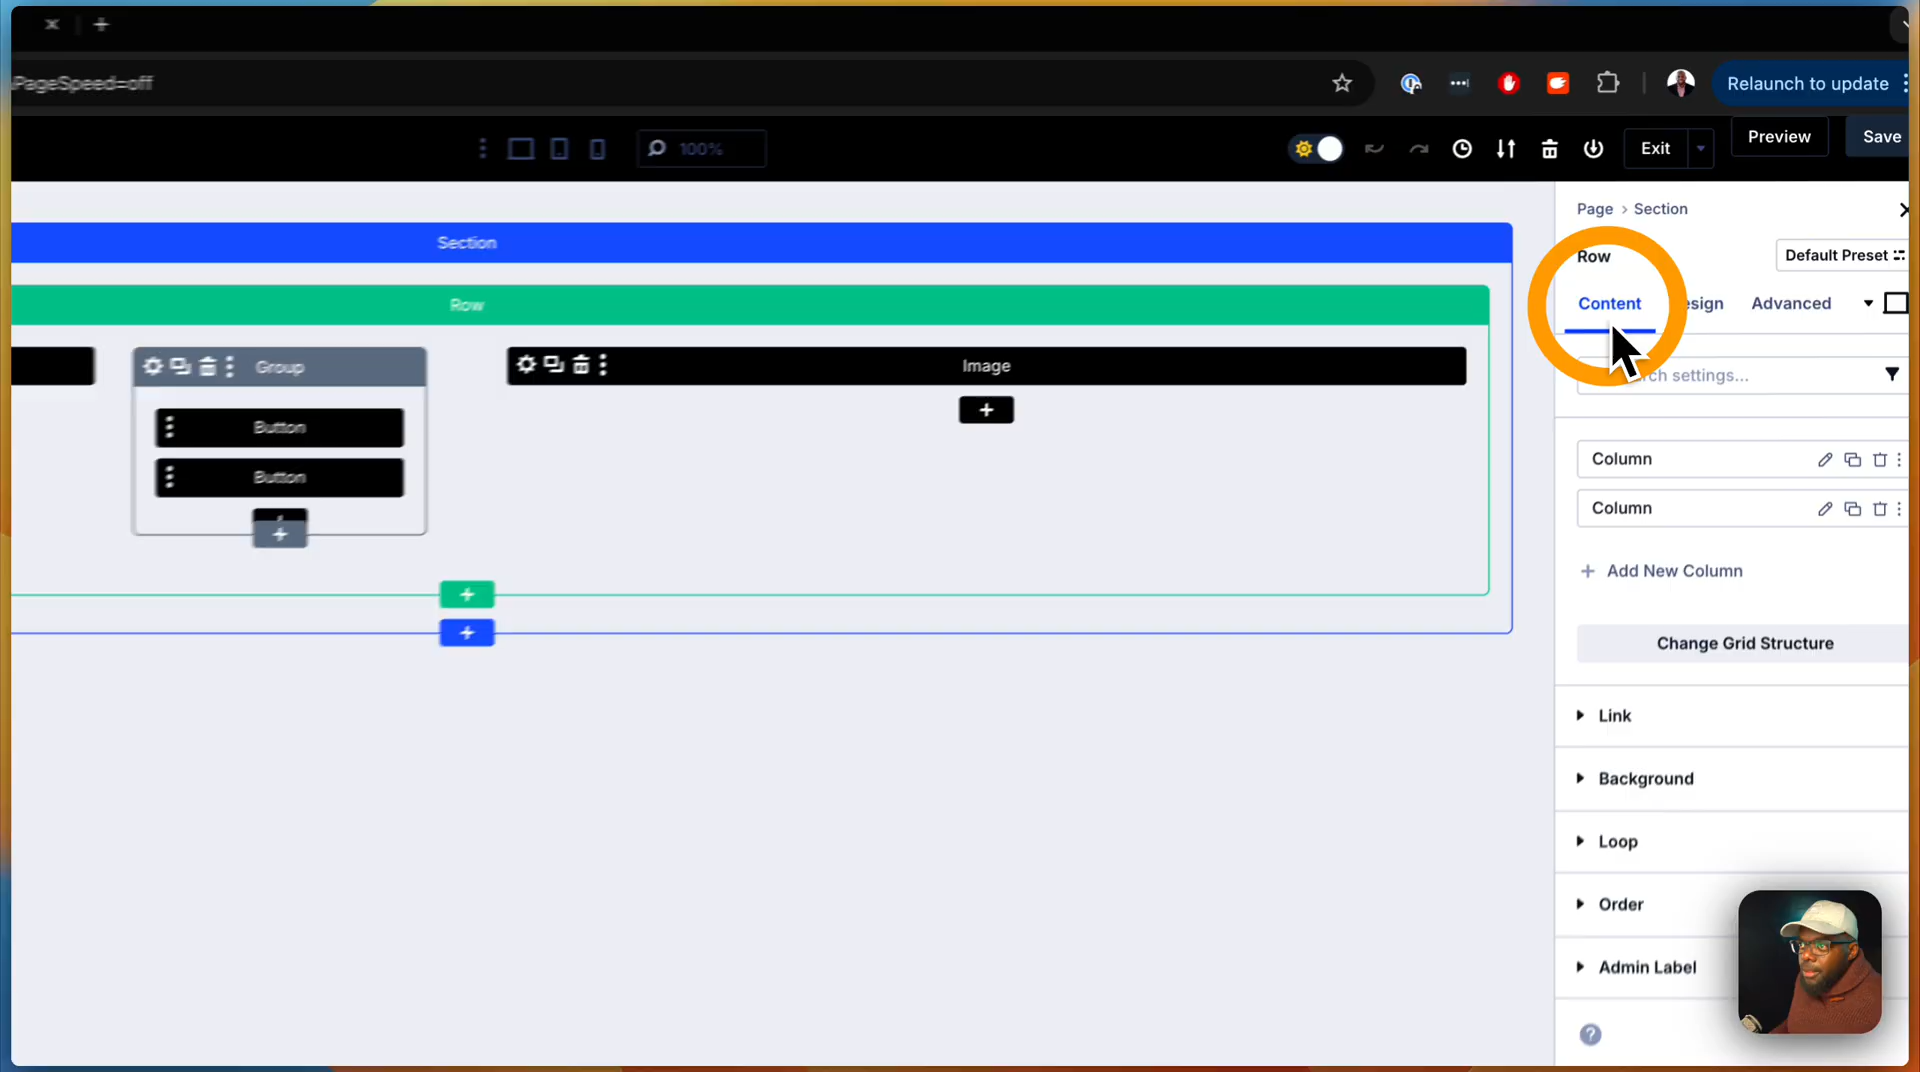 PageSpeed=off
Relaunch to update
100%
Exit
Preview
Save
Page > Section
Section
Row
Default Preset
Row
Content
esign
Advanced
Group
Image
ch settings...
Button
Button
Column
Column
+ Add New Column
Change Grid Structure
Link
Background
Loop
Order
Admin Label
?